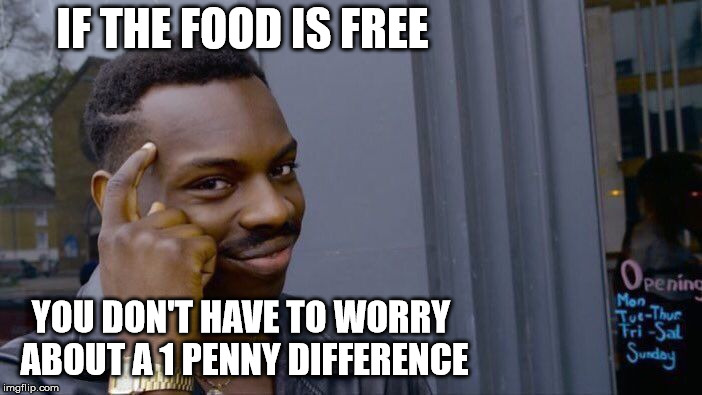 IF THE FOOD IS FREE
YOU DON'T HAVE TO WORRY
ABOUT A 1 PENNY DIFFERENCE
Opening
Mon
Tue-Thur
Fri -Sat
Sunday
imgflip.com